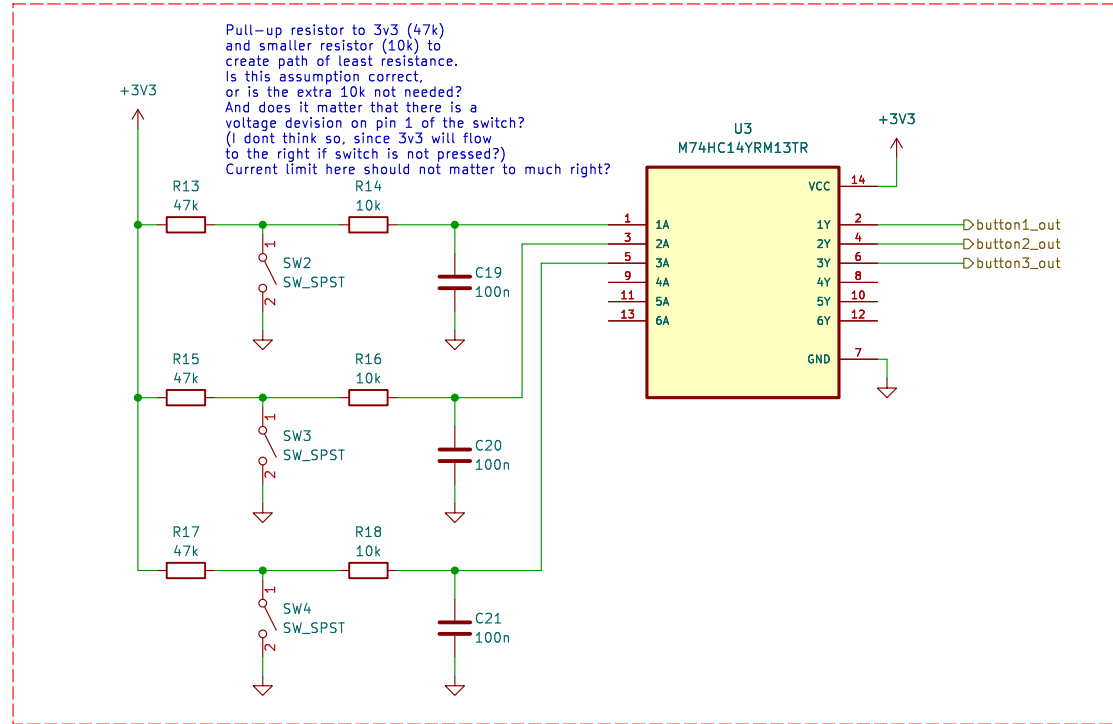 Pull-up resistor to 3v3 (47k)
and smaller resistor (10k) to
create path of least resistance.
Is this assumption correct,
or is the extra 10k not needed?
And does it matter that there is a
voltage devision on pin 1 of the switch?
(I dont think so, since 3v3 will flow
to the right if switch is not pressed?)
Current limit here should not matter to much right?
+3V3
R13
47k
R14
10k
1
2
SW2
SW_SPST
C19
100n
R15
47k
R16
10k
1
2
SW3
SW_SPST
C20
100n
R17
47k
R18
10k
1
2
SW4
SW_SPST
C21
100n
U3
M74HC14YRM13TR
+3V3
VCC 14
1 1A 1Y 2 button1_out
3 2A 2Y 4 button2_out
5 3A 3Y 6 button3_out
9 4A 4Y 8
11 5A 5Y 10
13 6A 6Y 12
GND 7